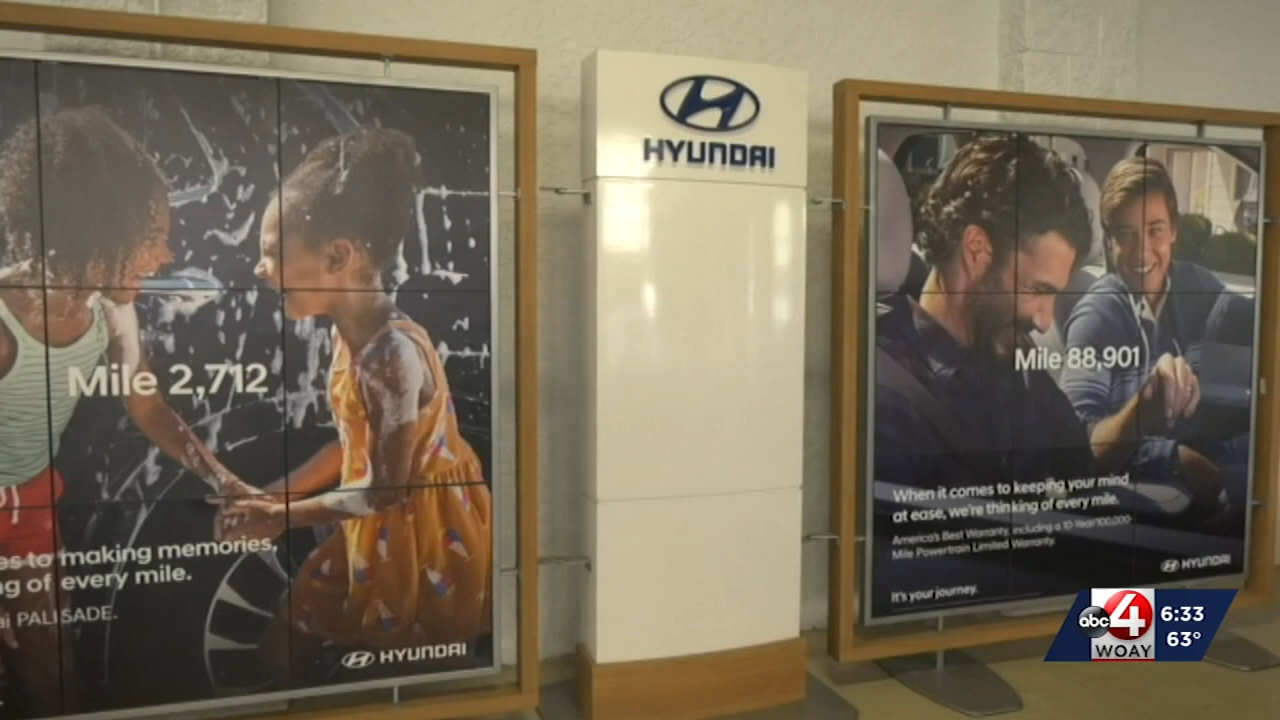 Mile 2,712
es to making memories,
ng of every mile.
ai PALISADE.
HYUNDAI
HYUNDAI
Mile 88,901
When it comes to keeping your mind
at ease, we're thinking of every mile.
America's Best Warranty, including a 10-Year/100,000-
Mile Powertrain Limited Warranty.
It's your journey.
HYUNDAI
abc 4
WOAY
6:33
63°